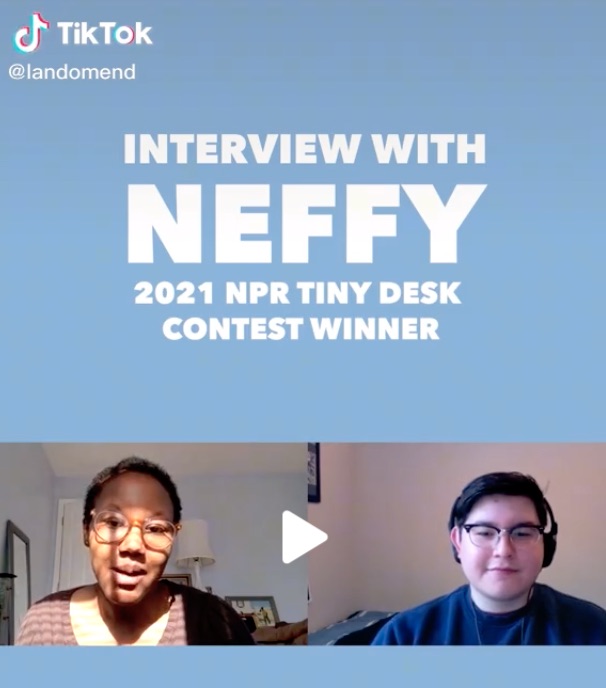 TikTok
@landomend
INTERVIEW WITH
NEFFY
2021 NPR TINY DESK
CONTEST WINNER